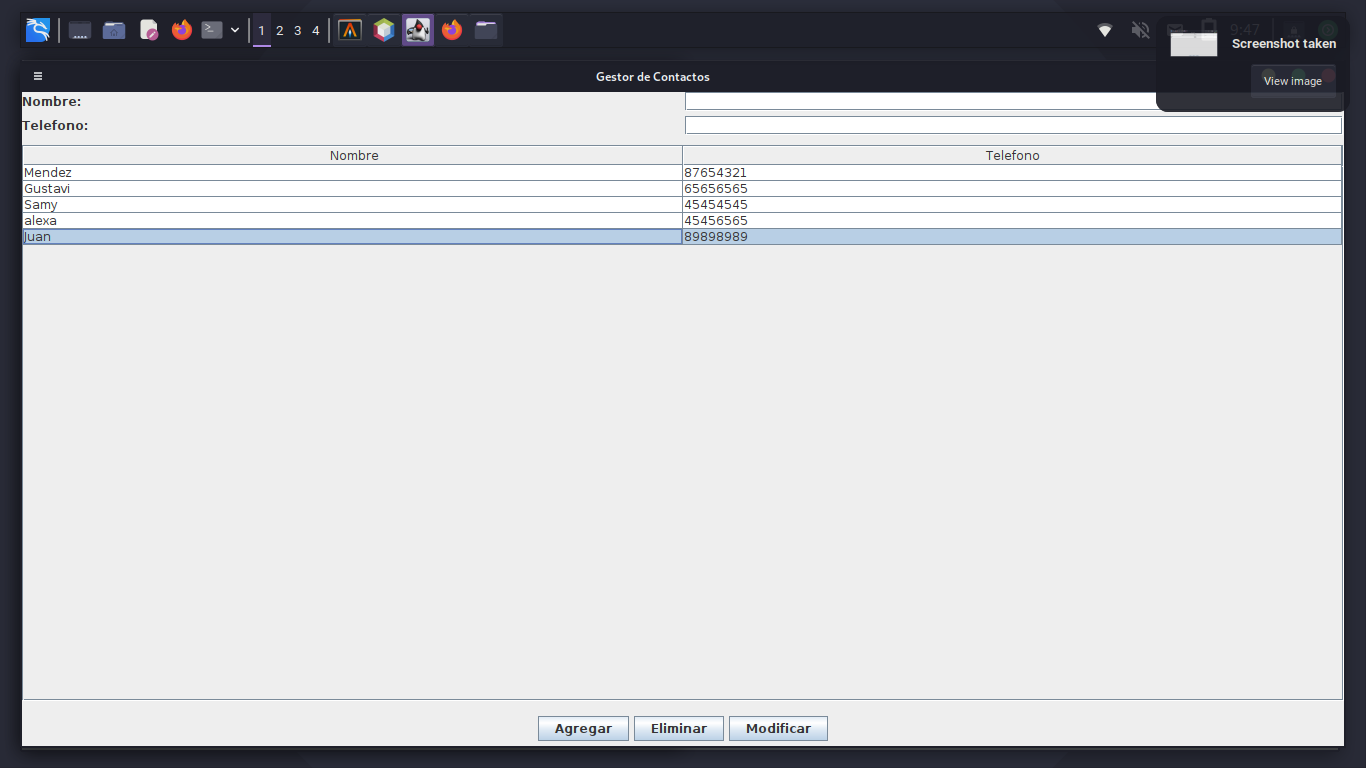 1 2 3 4
9:47
Screenshot taken
View image
Gestor de Contactos
Nombre:
Telefono:
Nombre Telefono
Mendez 87654321
Gustavi 65656565
Samy 45454545
alexa 45456565
Juan 89898989
Agregar Eliminar Modificar